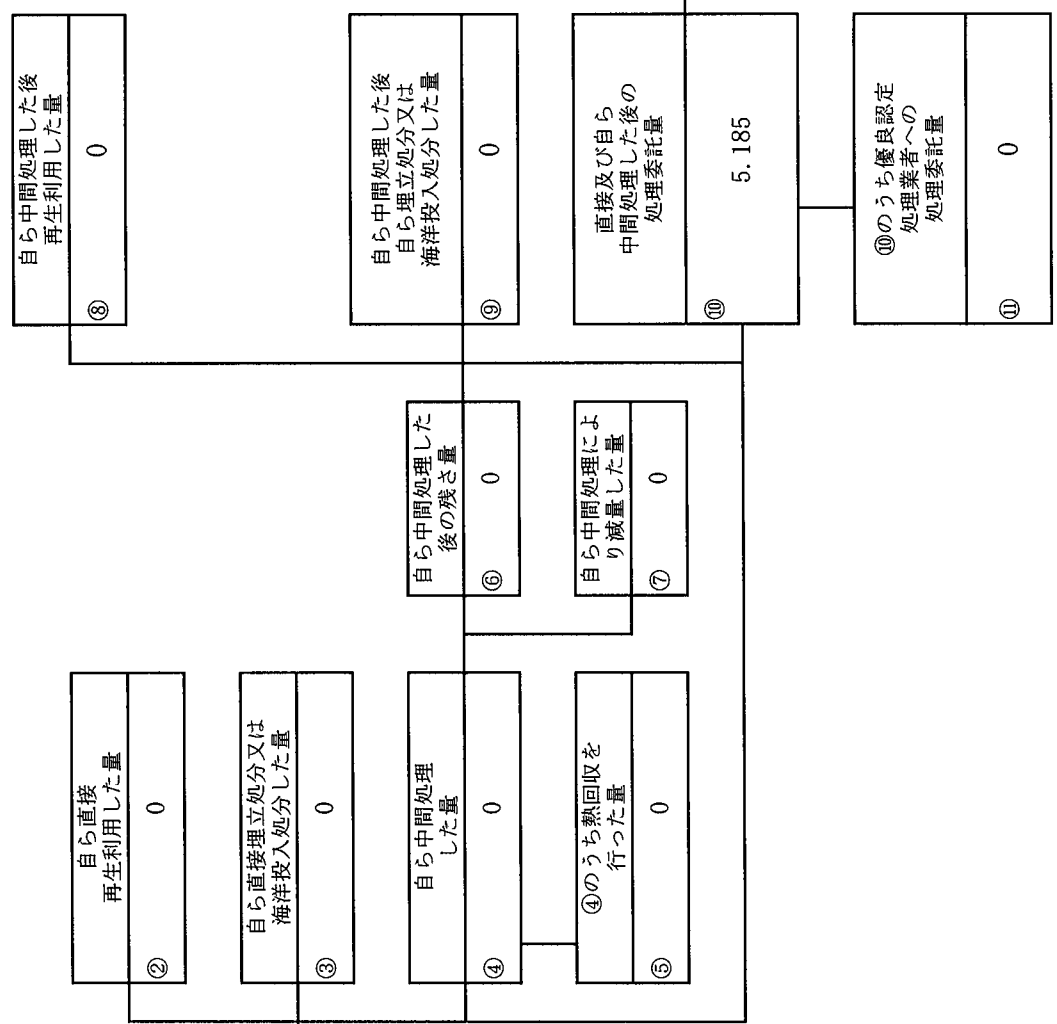 自ら直接
再生利用した量
② 0
自ら直接埋立処分又は
海洋投入処分した量
③ 0
自ら中間処理
した量
④ 0
④のうち熱回収を
行った量
⑤ 0
自ら中間処理した
後の残さ量
⑥ 0
自ら中間処理によ
り減量した量
⑦ 0
自ら中間処理した後
再生利用した量
⑧ 0
自ら中間処理した後
自ら埋立処分又は
海洋投入処分した量
⑨ 0
直接及び自ら
中間処理した後の
処理委託量
⑩ 5.185
⑩のうち優良認定
処理業者への
処理委託量
⑪ 0